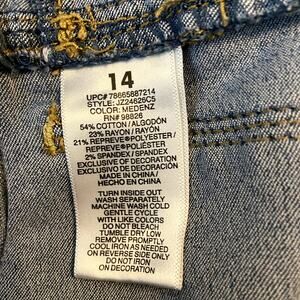 14
UPC# 78665887214
STYLE: JZ24626C5
COLOR: MEDENZ
RN# 98826
54% COTTON / ALGODÓN
23% RAYON / RAYÓN
21% REPREVE® POLYESTER /
REPREVE® POLIÉSTER
2% SPANDEX / SPANDEX
EXCLUSIVE OF DECORATION
EXCLUSIVO DE DECORACIÓN
MADE IN CHINA /
HECHO EN CHINA
TURN INSIDE OUT
WASH SEPARATELY
MACHINE WASH COLD
GENTLE CYCLE
WITH LIKE COLORS
DO NOT BLEACH
TUMBLE DRY LOW
REMOVE PROMPTLY
COOL IRON AS NEEDED
ON REVERSE SIDE ONLY
DO NOT IRON
ON DECORATION